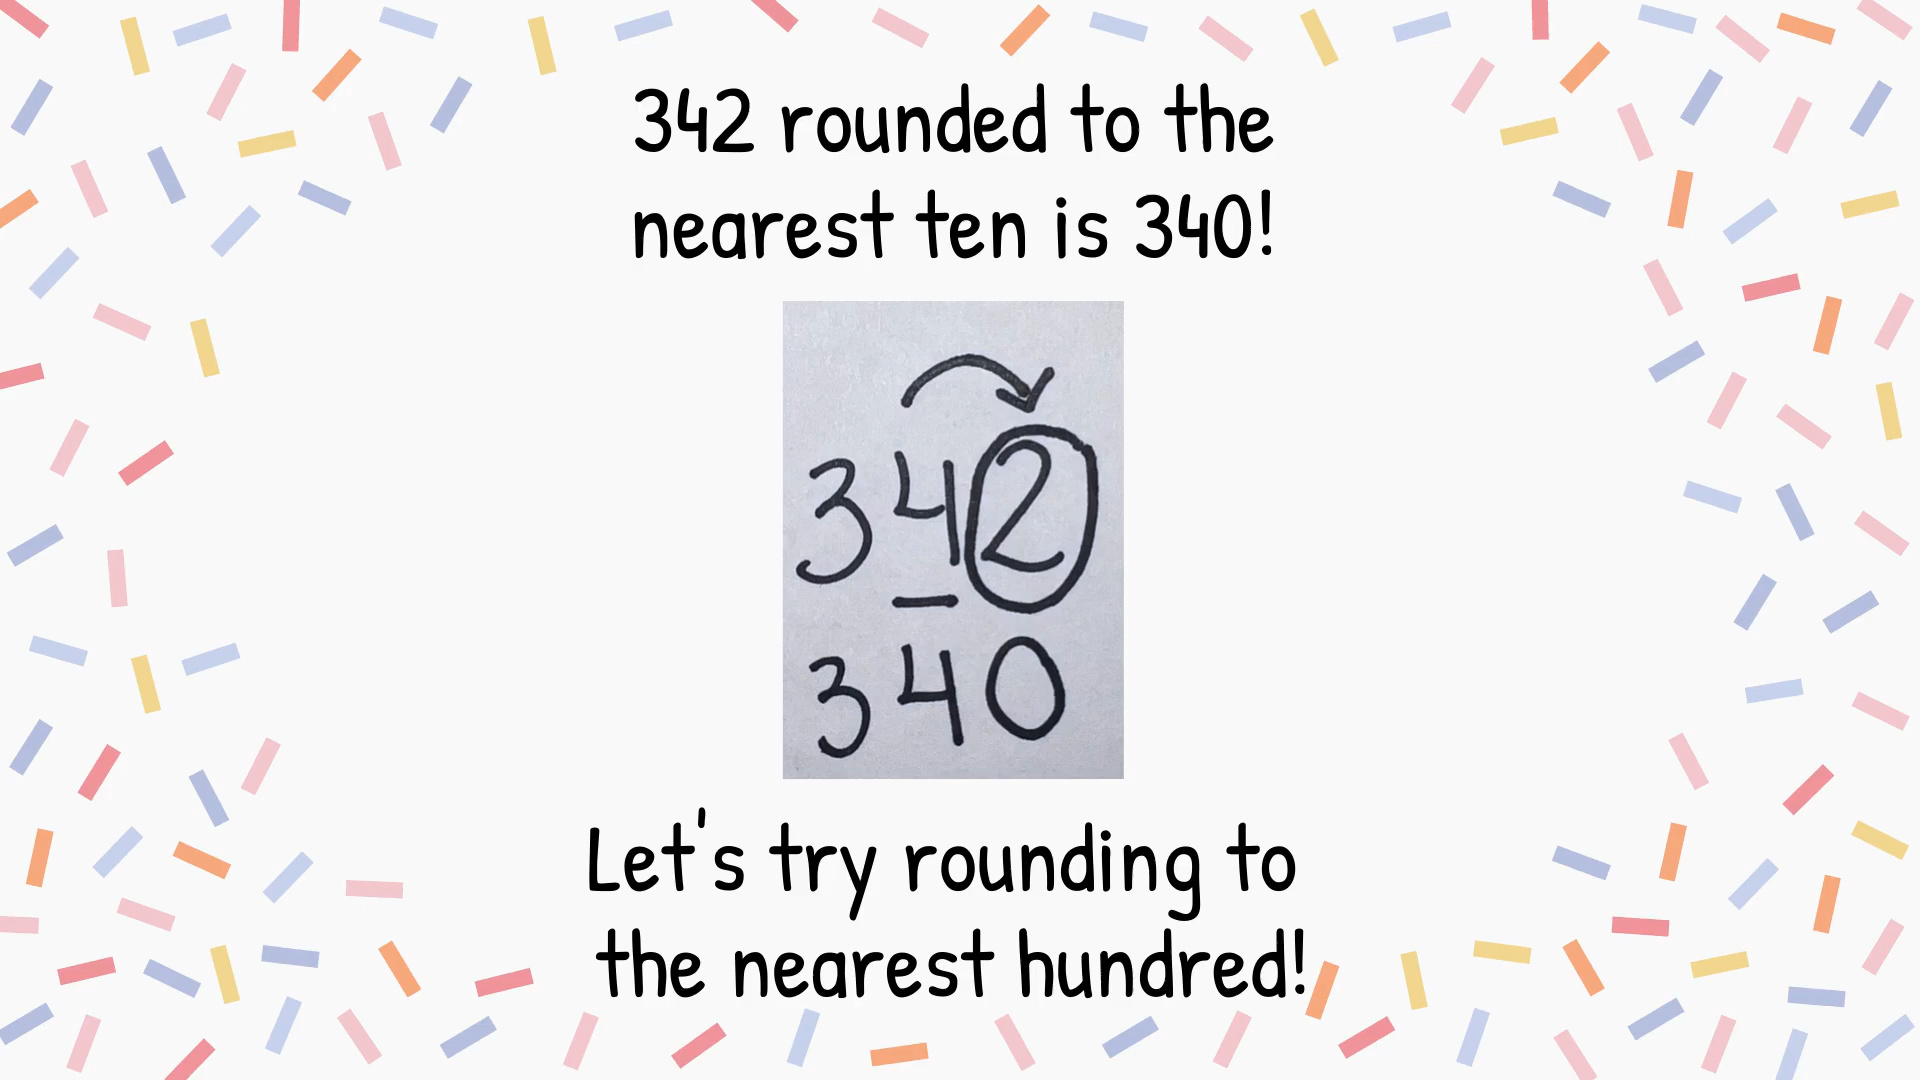 342 rounded to the
nearest ten is 340!
342
340
Let's try rounding to
the nearest hundred!